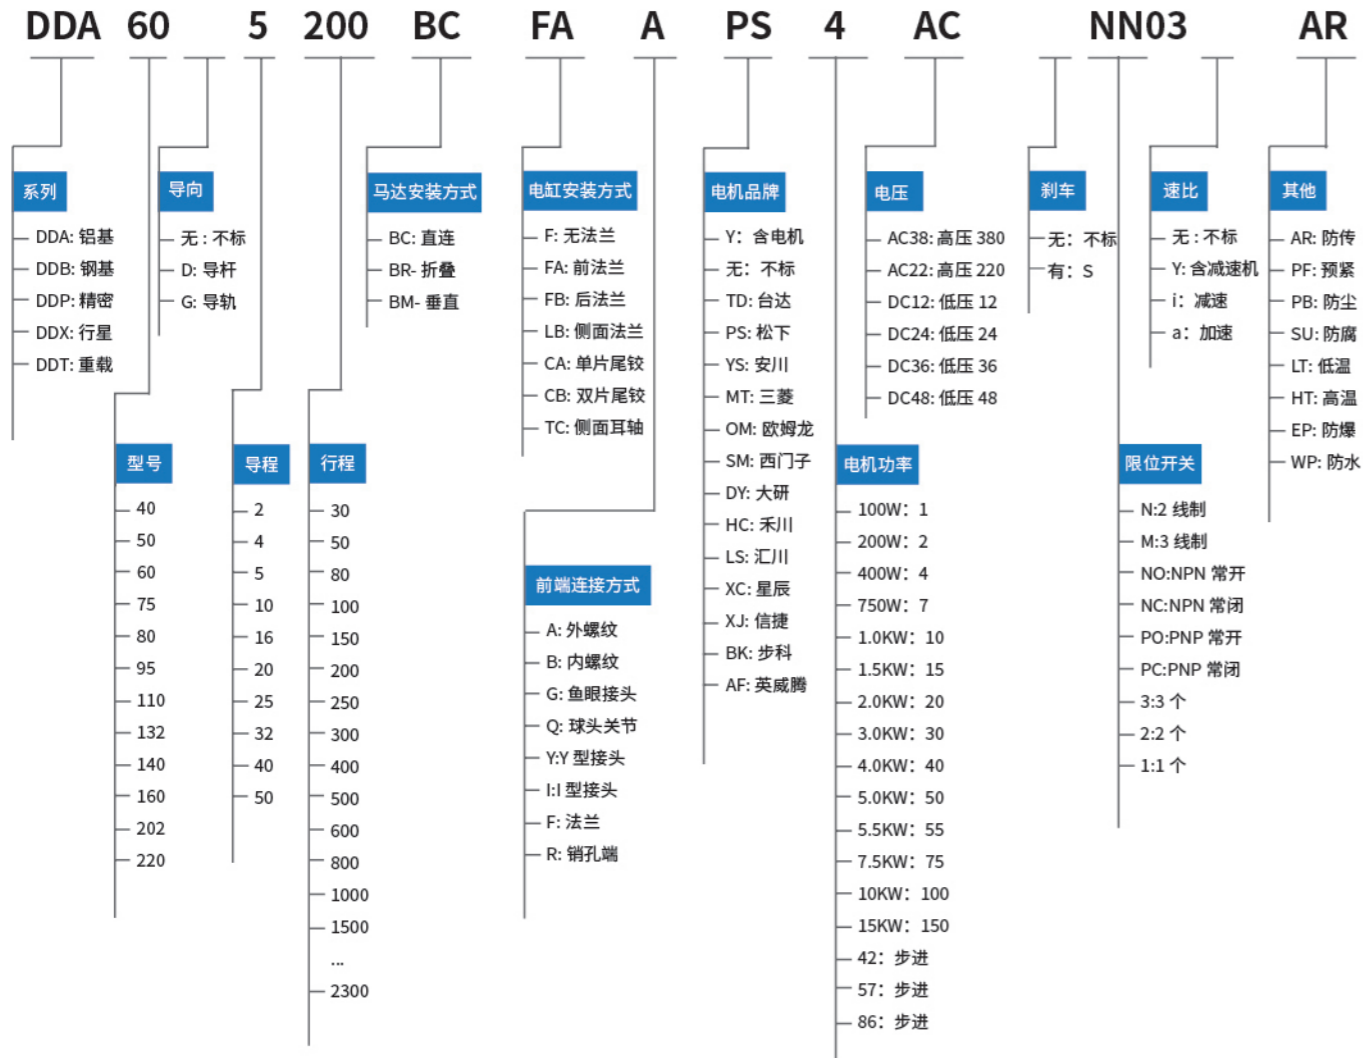 DDA 60 5 200 BC FA A PS 4 AC NN03 AR
系列
DDA: 铝基
DDB: 钢基
DDP: 精密
DDX: 行星
DDT: 重载
型号
40
50
60
75
80
95
110
132
140
160
202
220
导向
无 : 不标
D: 导杆
G: 导轨
导程
2
4
5
10
16
20
25
32
40
50
行程
30
50
80
100
150
200
250
300
400
500
600
800
1000
1500
...
2300
马达安装方式
BC: 直连
BR- 折叠
BM- 垂直
电缸安装方式
F: 无法兰
FA: 前法兰
FB: 后法兰
LB: 侧面法兰
CA: 单片尾铰
CB: 双片尾铰
TC: 侧面耳轴
前端连接方式
A: 外螺纹
B: 内螺纹
G: 鱼眼接头
Q: 球头关节
Y:Y 型接头
I:I 型接头
F: 法兰
R: 销孔端
电机品牌
Y：含电机
无：不标
TD: 台达
PS: 松下
YS: 安川
MT: 三菱
OM: 欧姆龙
SM: 西门子
DY: 大研
HC: 禾川
LS: 汇川
XC: 星辰
XJ: 信捷
BK: 步科
AF: 英威腾
电机功率
100W：1
200W：2
400W：4
750W：7
1.0KW：10
1.5KW：15
2.0KW：20
3.0KW：30
4.0KW：40
5.0KW：50
5.5KW：55
7.5KW：75
10KW：100
15KW：150
42：步进
57：步进
86：步进
电压
AC38: 高压 380
AC22: 高压 220
DC12: 低压 12
DC24: 低压 24
DC36: 低压 36
DC48: 低压 48
刹车
无：不标
有：S
限位开关
N:2 线制
M:3 线制
NO:NPN 常开
NC:NPN 常闭
PO:PNP 常开
PC:PNP 常闭
3:3 个
2:2 个
1:1 个
速比
无 : 不标
Y: 含减速机
i：减速
a：加速
其他
AR: 防传
PF: 预紧
PB: 防尘
SU: 防腐
LT: 低温
HT: 高温
EP: 防爆
WP: 防水